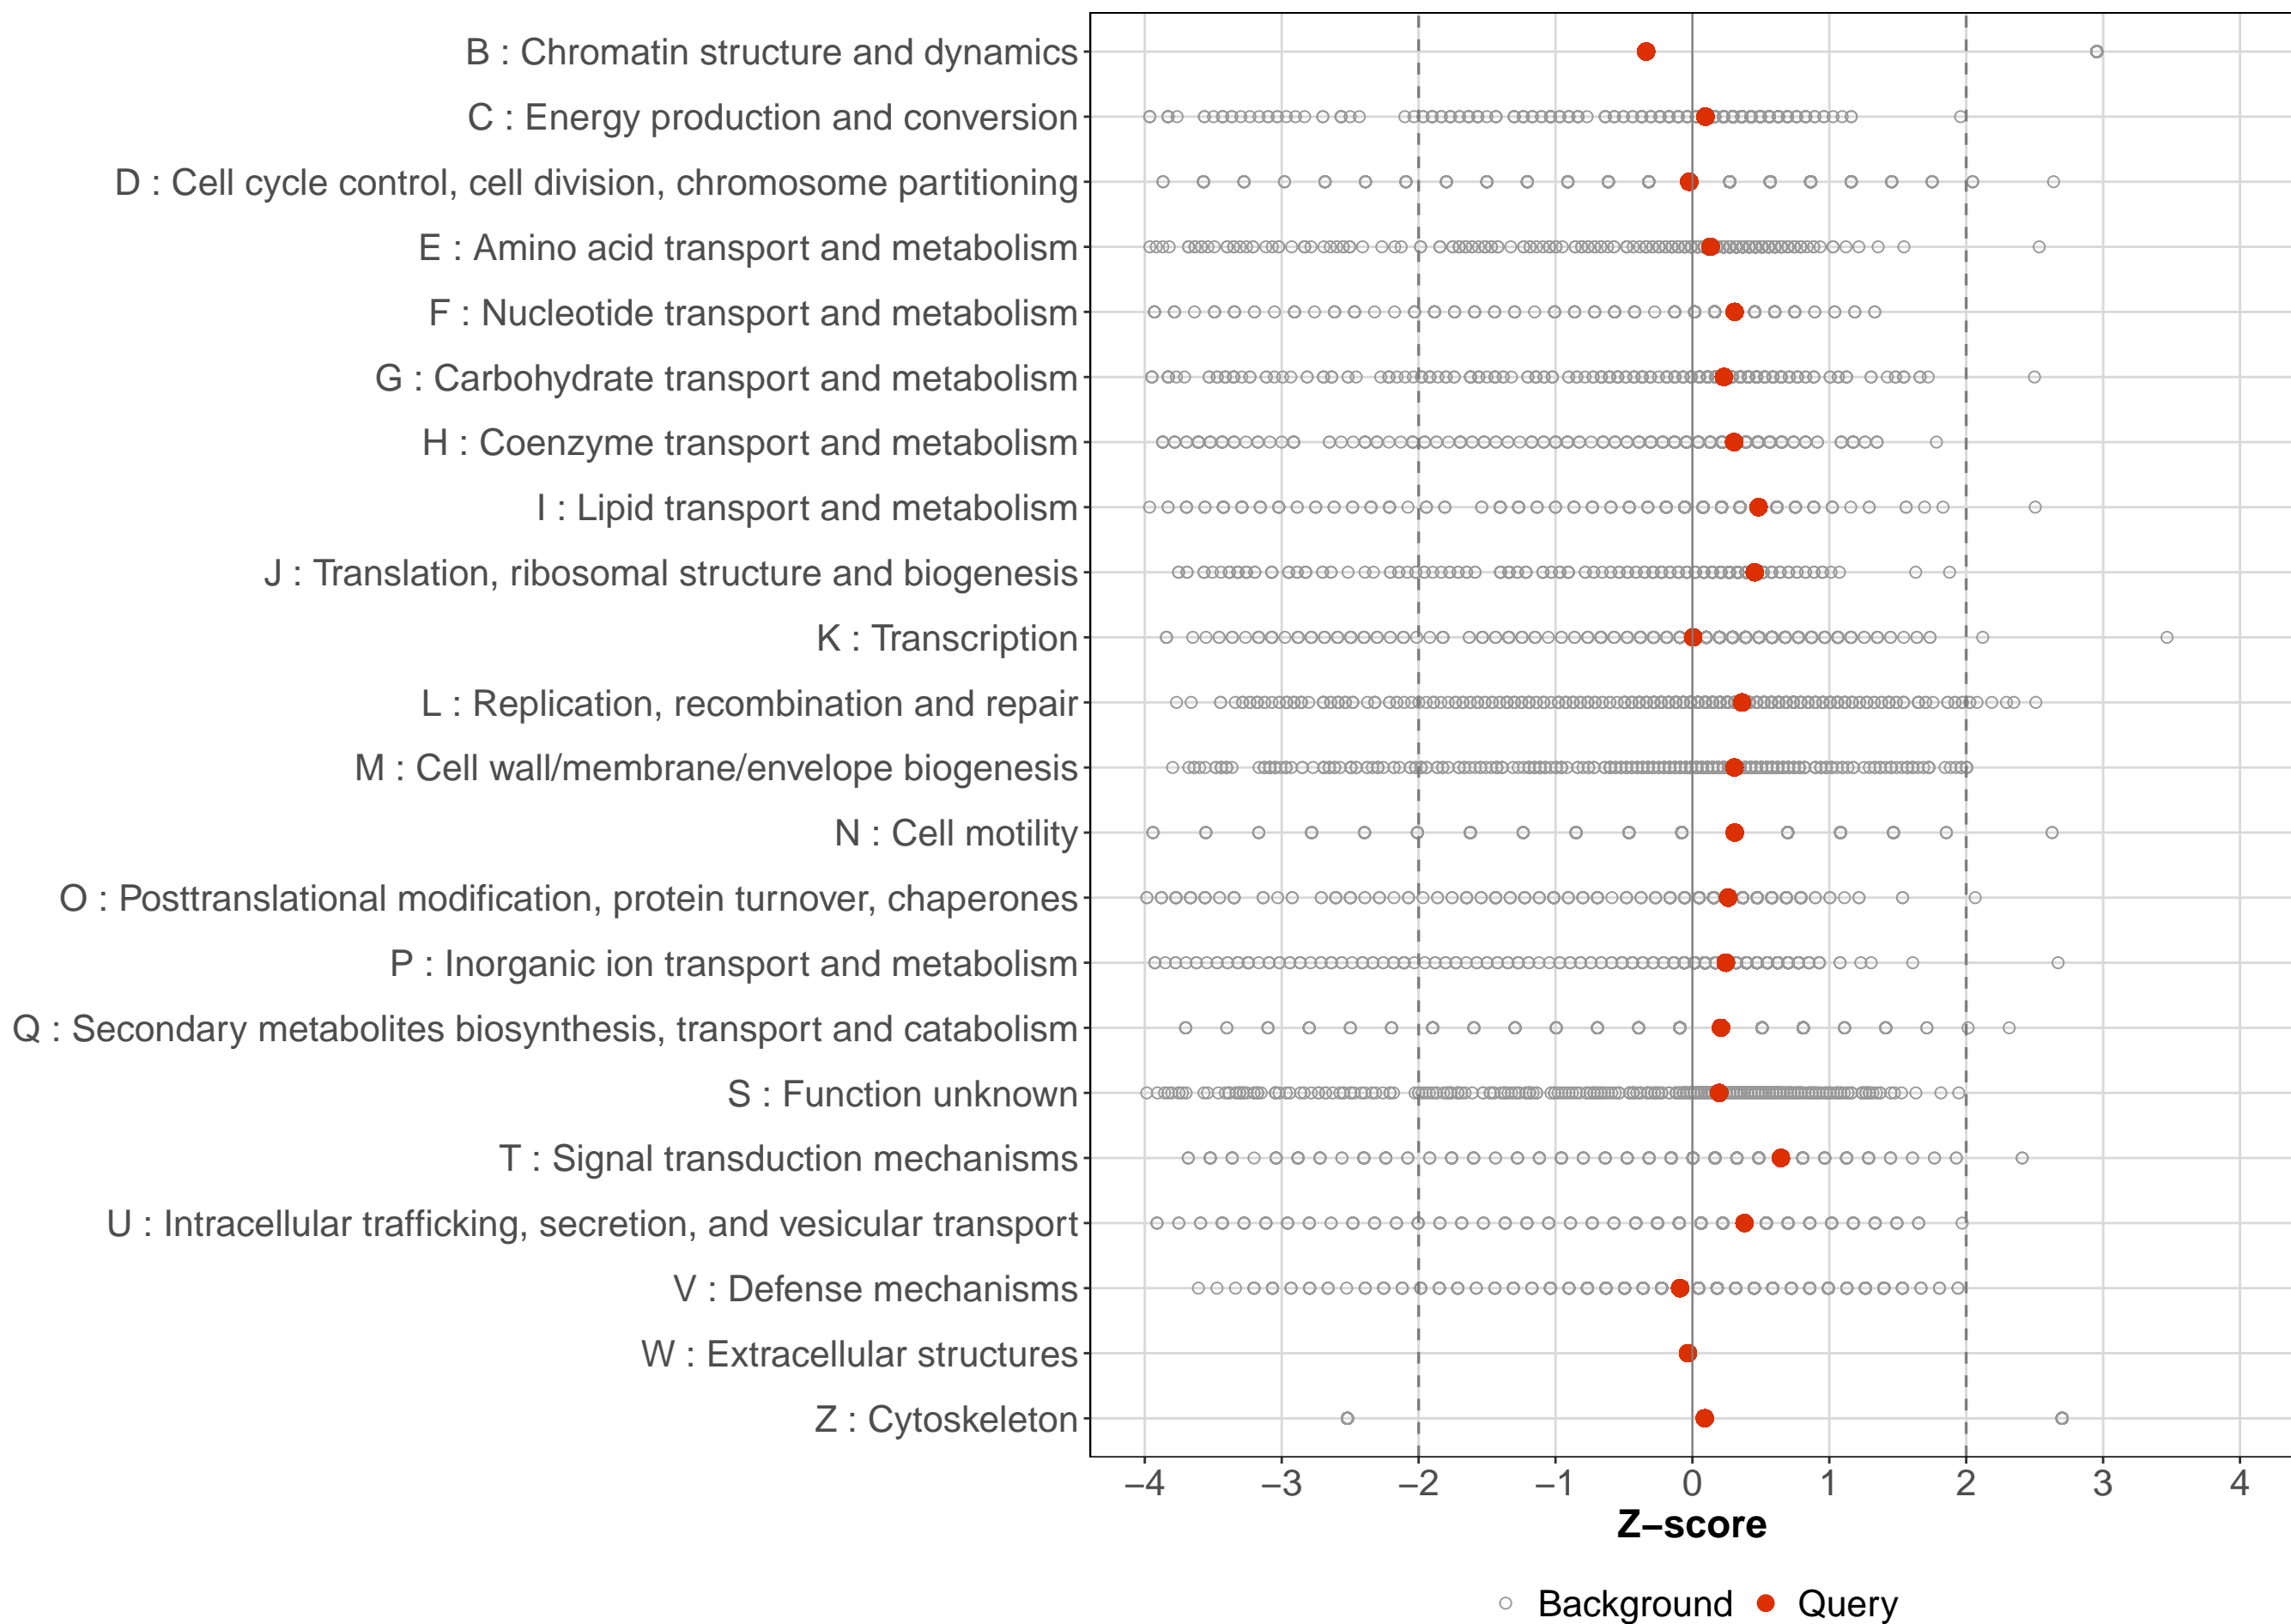 B : Chromatin structure and dynamics
C : Energy production and conversion
D : Cell cycle control, cell division, chromosome partitioning
E : Amino acid transport and metabolism
F : Nucleotide transport and metabolism
G : Carbohydrate transport and metabolism
H : Coenzyme transport and metabolism
I : Lipid transport and metabolism
J : Translation, ribosomal structure and biogenesis
K : Transcription
L : Replication, recombination and repair
M : Cell wall/membrane/envelope biogenesis
N : Cell motility
O : Posttranslational modification, protein turnover, chaperones
P : Inorganic ion transport and metabolism
Q : Secondary metabolites biosynthesis, transport and catabolism
S : Function unknown
T : Signal transduction mechanisms
U : Intracellular trafficking, secretion, and vesicular transport
V : Defense mechanisms
W : Extracellular structures
Z : Cytoskeleton
−4 −3 −2 −1 0 1 2 3 4
Z−score
Background Query